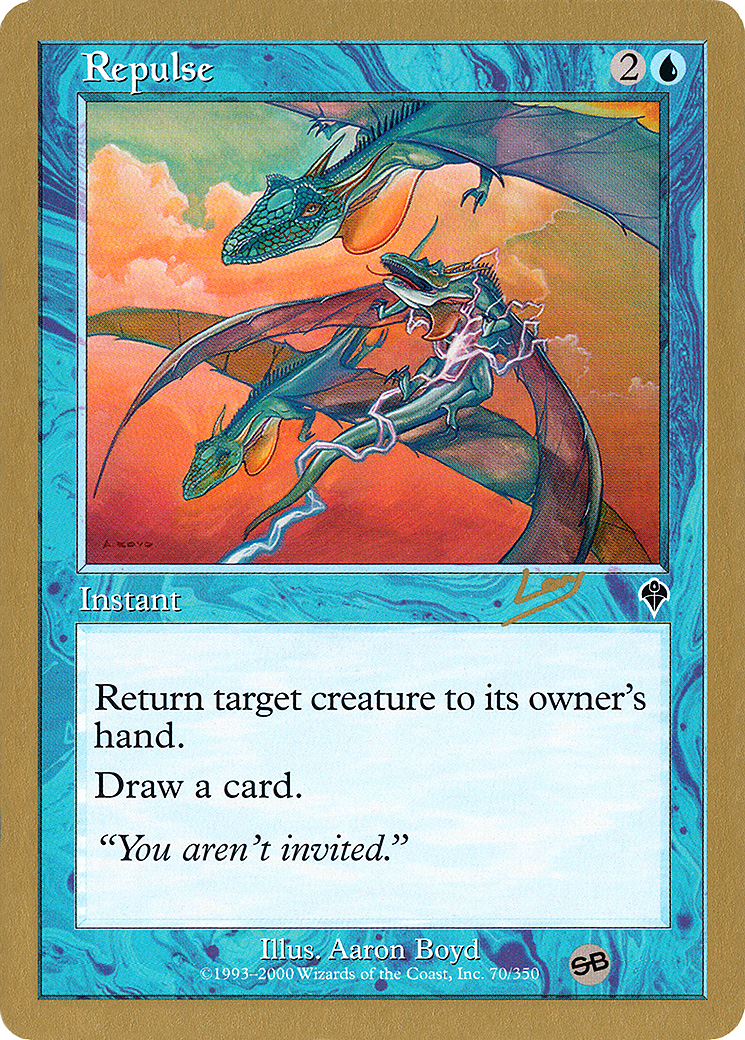 Repulse 2
A. BOYD
Instant
Return target creature to its owner's
hand.
Draw a card.
“You aren't invited.”
Illus. Aaron Boyd
©1993–2000 Wizards of the Coast, Inc. 70/350
SB